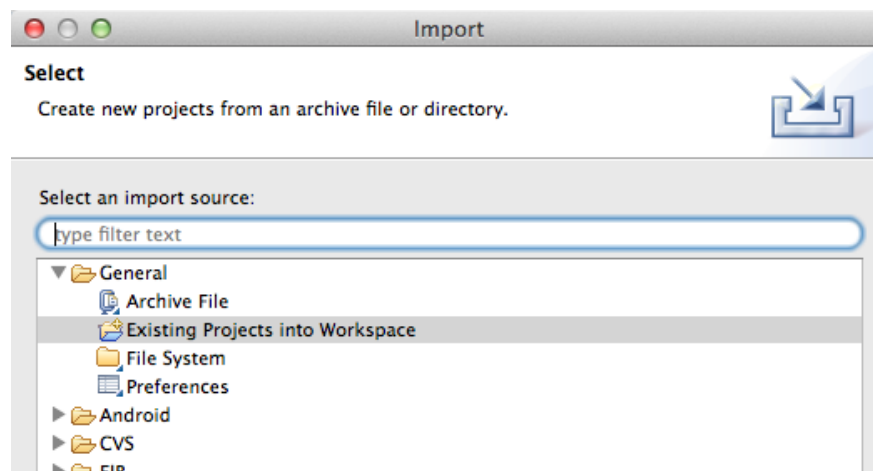 Import
Select
Create new projects from an archive file or directory.
Select an import source:
type filter text
General
Archive File
Existing Projects into Workspace
File System
Preferences
Android
CVS